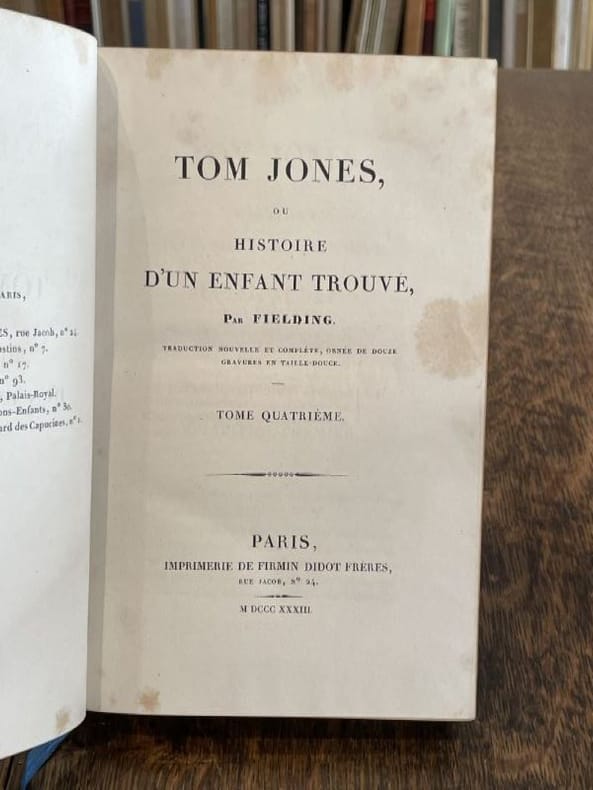 ARIS,
ES, rue Jacob, nº 24.
stins, nº 7.
nº 17.
nº 93.
, Palais-Royal.
ons-Enfants, nº 30.
ard des Capucines, nº 1.
TOM JONES,
OU
HISTOIRE
D'UN ENFANT TROUVÉ,
PAR FIELDING.
TRADUCTION NOUVELLE ET COMPLÈTE, ORNÉE DE DOUZE
GRAVURES EN TAILLE-DOUCE.
TOME QUATRIÈME.
PARIS,
IMPRIMERIE DE FIRMIN DIDOT FRÈRES,
RUE JACOB, Nº 24.
M DCCC XXXIII.